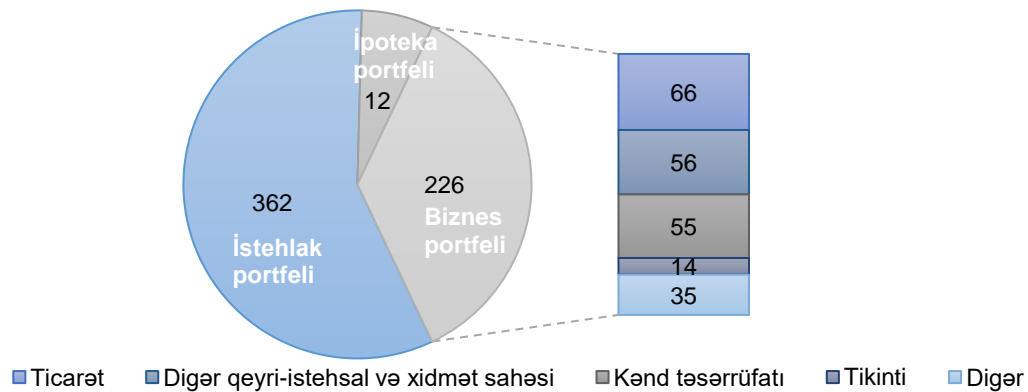 İpoteka
portfeli
12
226
Biznes
portfeli
362
İstehlak
portfeli
66
56
55
14
35
Ticarət
Digər qeyri-istehsal və xidmət sahəsi
Kənd təsərrüfatı
Tikinti
Digər